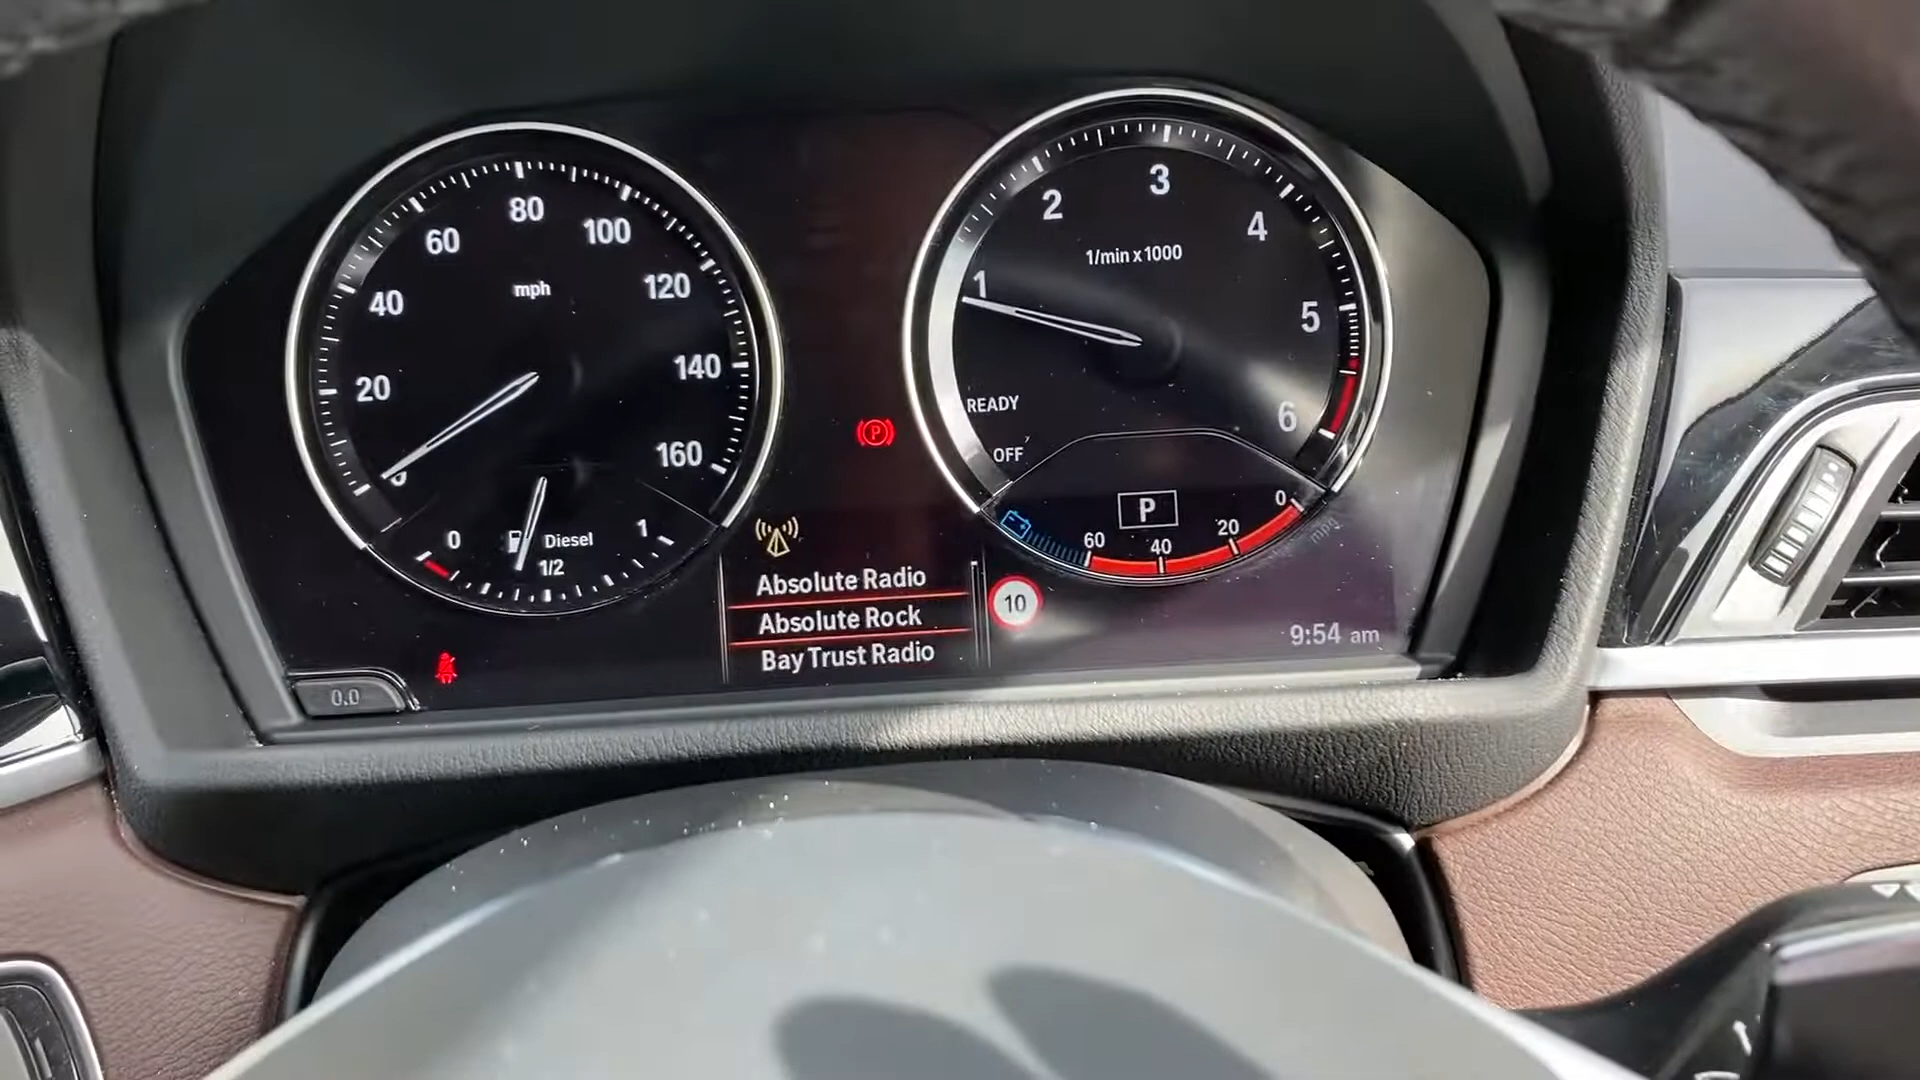 80
60
100
mph
40
120
20
140
160
0
0
Diesel
1
1/2
3
2
4
1/min x 1000
1
5
READY
6
OFF
P
0
60
20
40
mpg
P
Absolute Radio
Absolute Rock
Bay Trust Radio
10
9:54 am
0.0